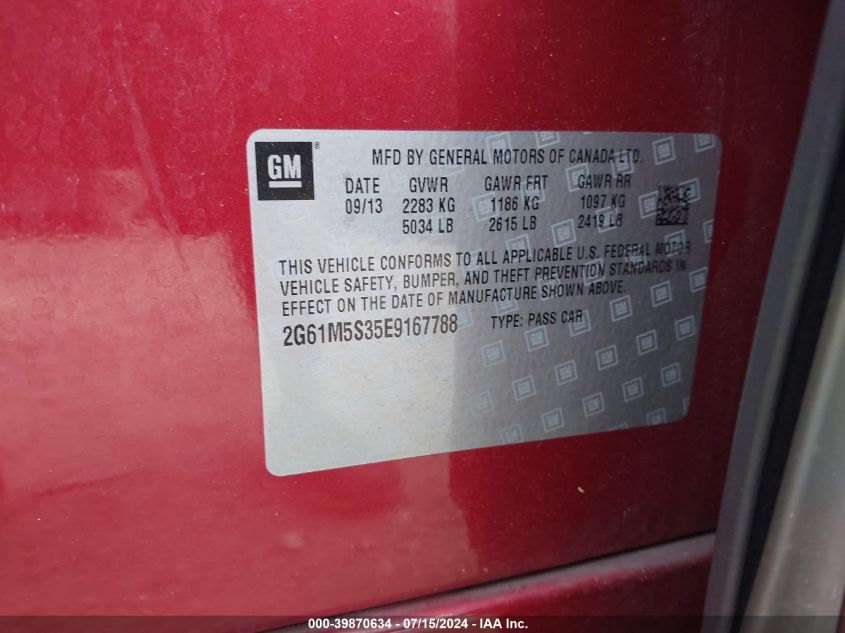 GM
®
MFD BY GENERAL MOTORS OF CANADA LTD.
DATE GVWR GAWR FRT GAWR RR
09/13 2283 KG 1186 KG 1097 KG
5034 LB 2615 LB 2419 LB
THIS VEHICLE CONFORMS TO ALL APPLICABLE U.S. FEDERAL MOTOR
VEHICLE SAFETY, BUMPER, AND THEFT PREVENTION STANDARDS IN
EFFECT ON THE DATE OF MANUFACTURE SHOWN ABOVE.
2G61M5S35E9167788 TYPE: PASS CAR
000-39870634 - 07/15/2024 - IAA Inc.